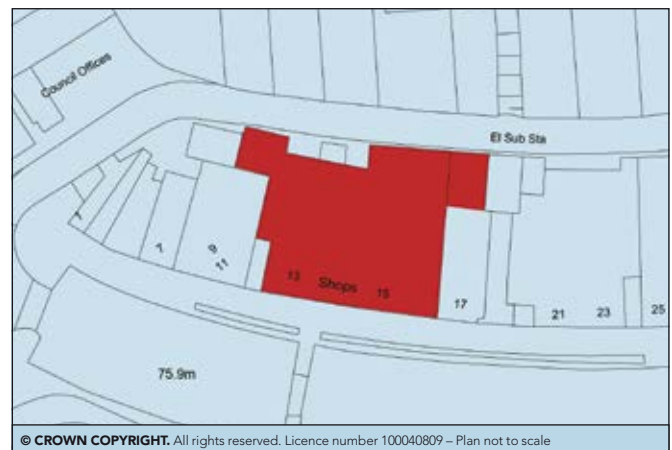 Council Offices
El Sub Sta
1
7
9
11
13 Shops 15
17
21 23 25
75.9m
© CROWN COPYRIGHT. All rights reserved. Licence number 100040809 – Plan not to scale